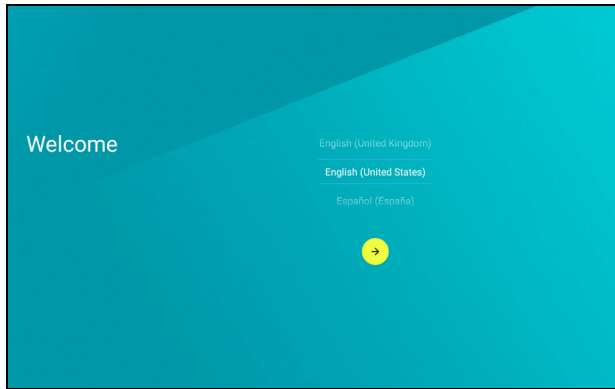 Welcome
English (United Kingdom)
English (United States)
Español (España)